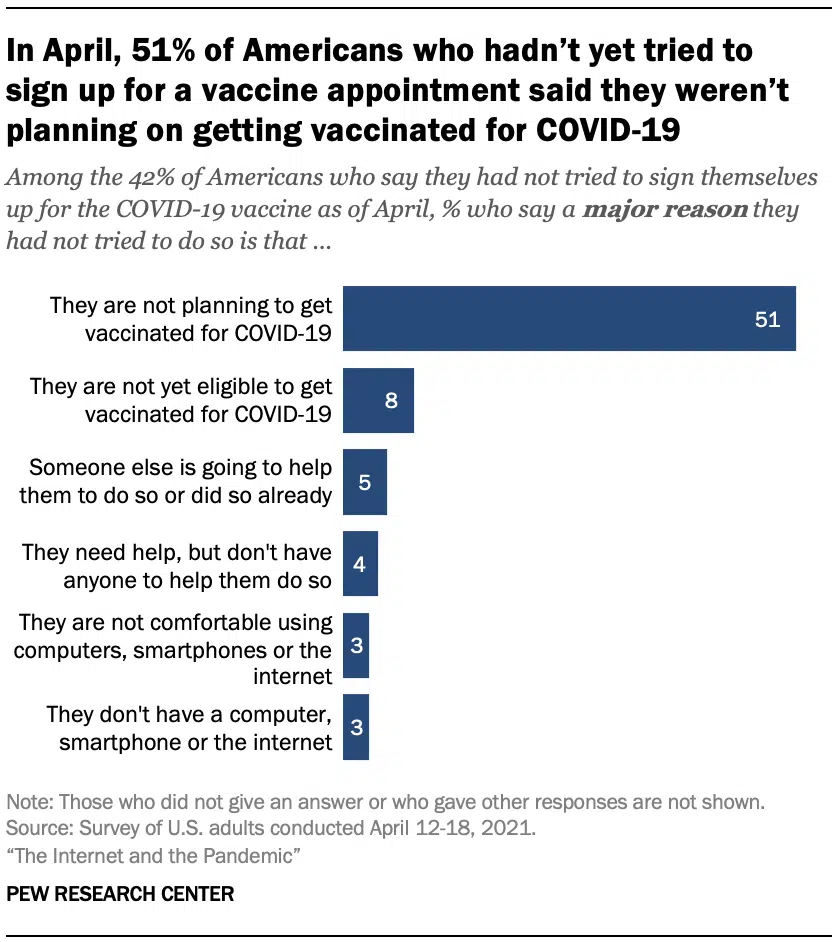 In April, 51% of Americans who hadn’t yet tried to
sign up for a vaccine appointment said they weren’t
planning on getting vaccinated for COVID-19
Among the 42% of Americans who say they had not tried to sign themselves
up for the COVID-19 vaccine as of April, % who say a major reason they
had not tried to do so is that ...
They are not planning to get
vaccinated for COVID-19
51
They are not yet eligible to get
vaccinated for COVID-19
8
Someone else is going to help
them to do so or did so already
5
They need help, but don't have
anyone to help them do so
4
They are not comfortable using
computers, smartphones or the
internet
3
They don't have a computer,
smartphone or the internet
3
Note: Those who did not give an answer or who gave other responses are not shown.
Source: Survey of U.S. adults conducted April 12-18, 2021.
“The Internet and the Pandemic”
PEW RESEARCH CENTER